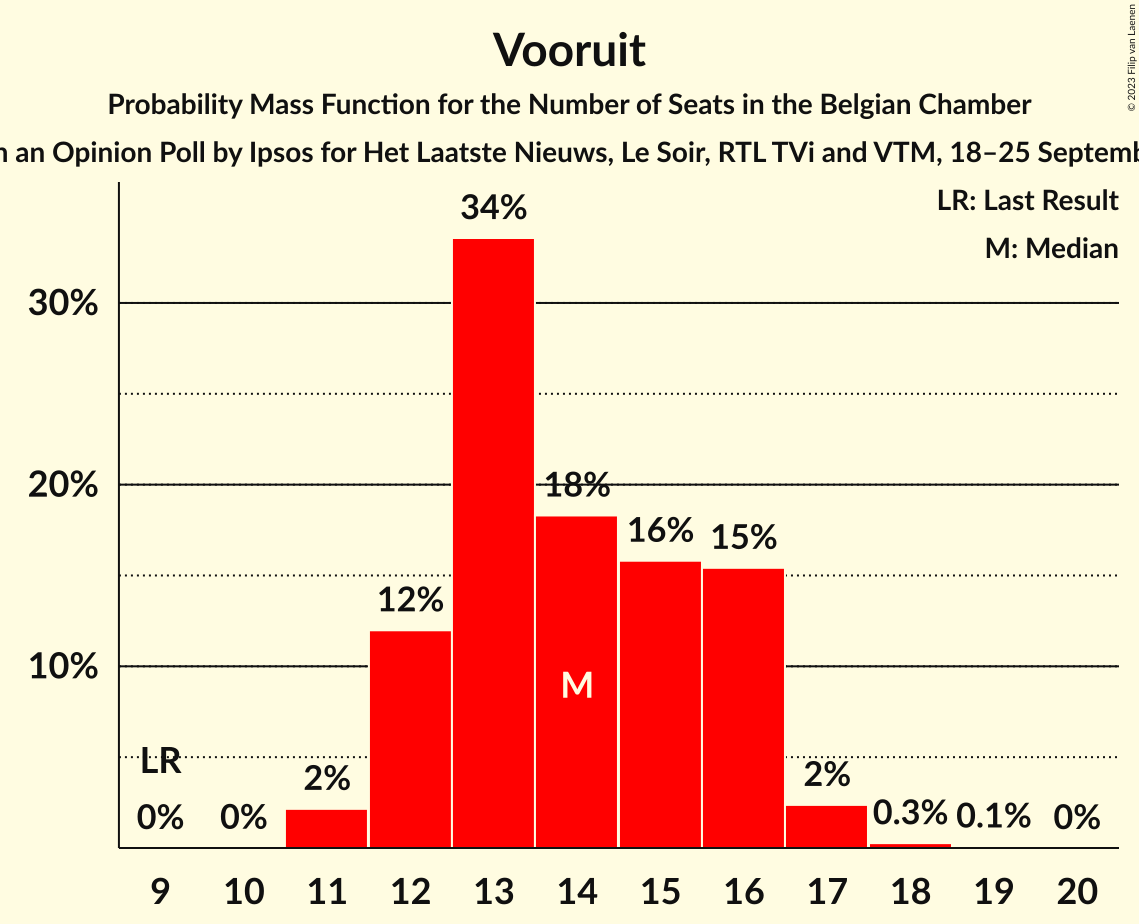 Vooruit
Probability Mass Function for the Number of Seats in the Belgian Chamber
an Opinion Poll by Ipsos for Het Laatste Nieuws, Le Soir, RTL TVi and VTM, 18–25
LR: Last Result
M: Median
34%
30%
20%
18%
16%
15%
12%
10%
M
LR
2%
2%
0%
0%
0.3%
0.1%
0%
9 10 11 12 13 14 15 16 17 18 19 20
© 2023 Filip van Laenen